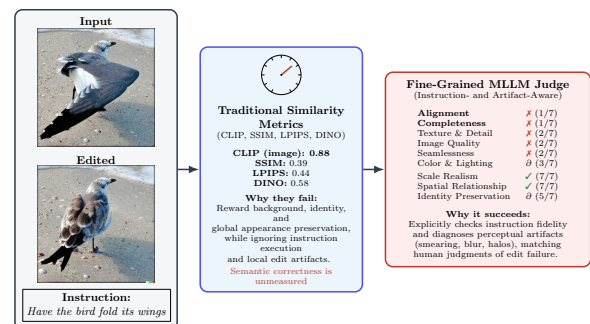 Input
Edited
Instruction:
Have the bird fold its wings
Traditional Similarity
Metrics
(CLIP, SSIM, LPIPS, DINO)
CLIP (image): 0.88
SSIM: 0.39
LPIPS: 0.44
DINO: 0.58
Why they fail:
Reward background, identity,
and
global appearance preservation,
while ignoring instruction
execution
and local edit artifacts.
Semantic correctness is
unmeasured
Fine-Grained MLLM Judge
(Instruction- and Artifact-Aware)
Alignment ✗ (1/7)
Completeness ✗ (1/7)
Texture & Detail ✗ (2/7)
Image Quality ✗ (2/7)
Seamlessness ✗ (2/7)
Color & Lighting ∂ (3/7)
Scale Realism ✓ (7/7)
Spatial Relationship ✓ (7/7)
Identity Preservation ∂ (5/7)
Why it succeeds:
Explicitly checks instruction fidelity
and diagnoses perceptual artifacts
(smearing, blur, halos), matching
human judgments of edit failure.